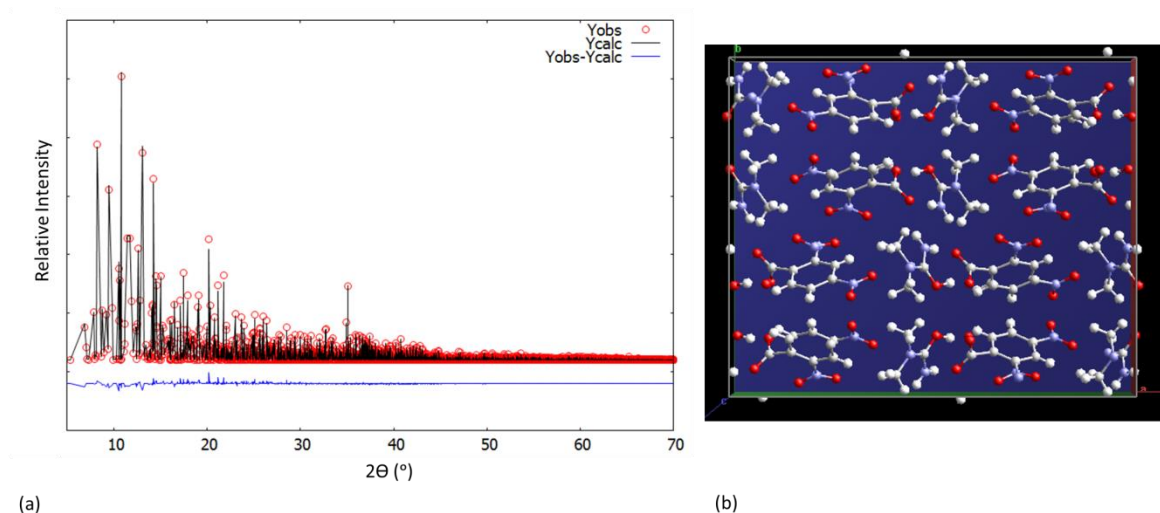 Yobs
Ycalc
Yobs-Ycalc
Relative Intensity
10 20 30 40 50 60 70
2Θ (°)
(a)
b
c
a
(b)